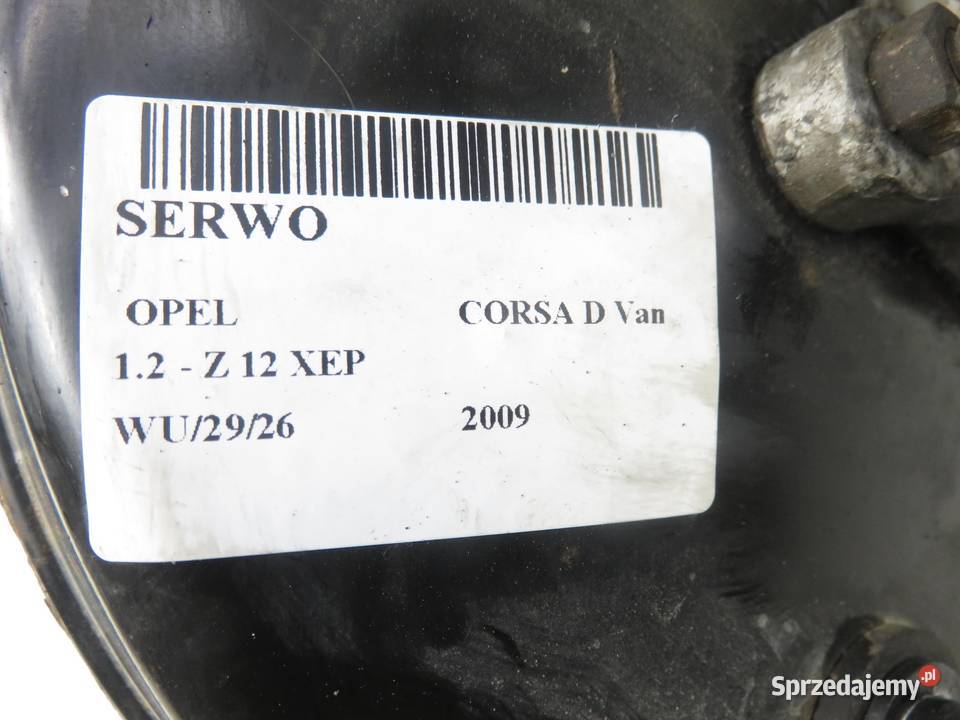 SERWO
OPEL CORSA D Van
1.2 - Z 12 XEP
WU/29/26 2009
Sprzedajemy.pl